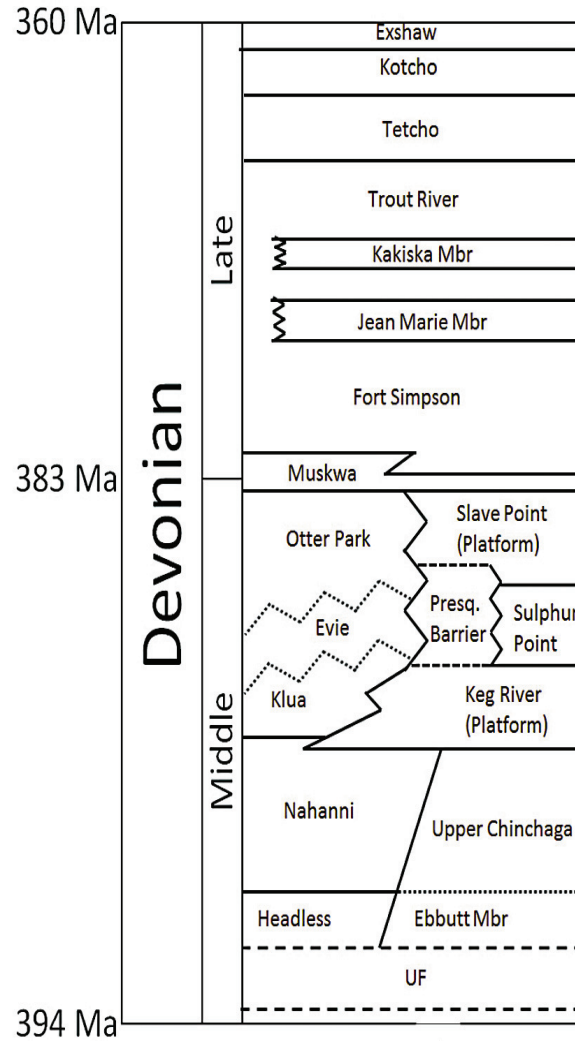 360 Ma
Exshaw
Kotcho
Tetcho
Trout River
Late
Kakiska Mbr
Jean Marie Mbr
Fort Simpson
Devonian
383 Ma
Muskwa
Otter Park
Slave Point
(Platform)
Evie
Presq.
Barrier
Sulphur
Point
Klua
Keg River
(Platform)
Middle
Nahanni
Upper Chinchaga
Headless
Ebbutt Mbr
UF
394 Ma